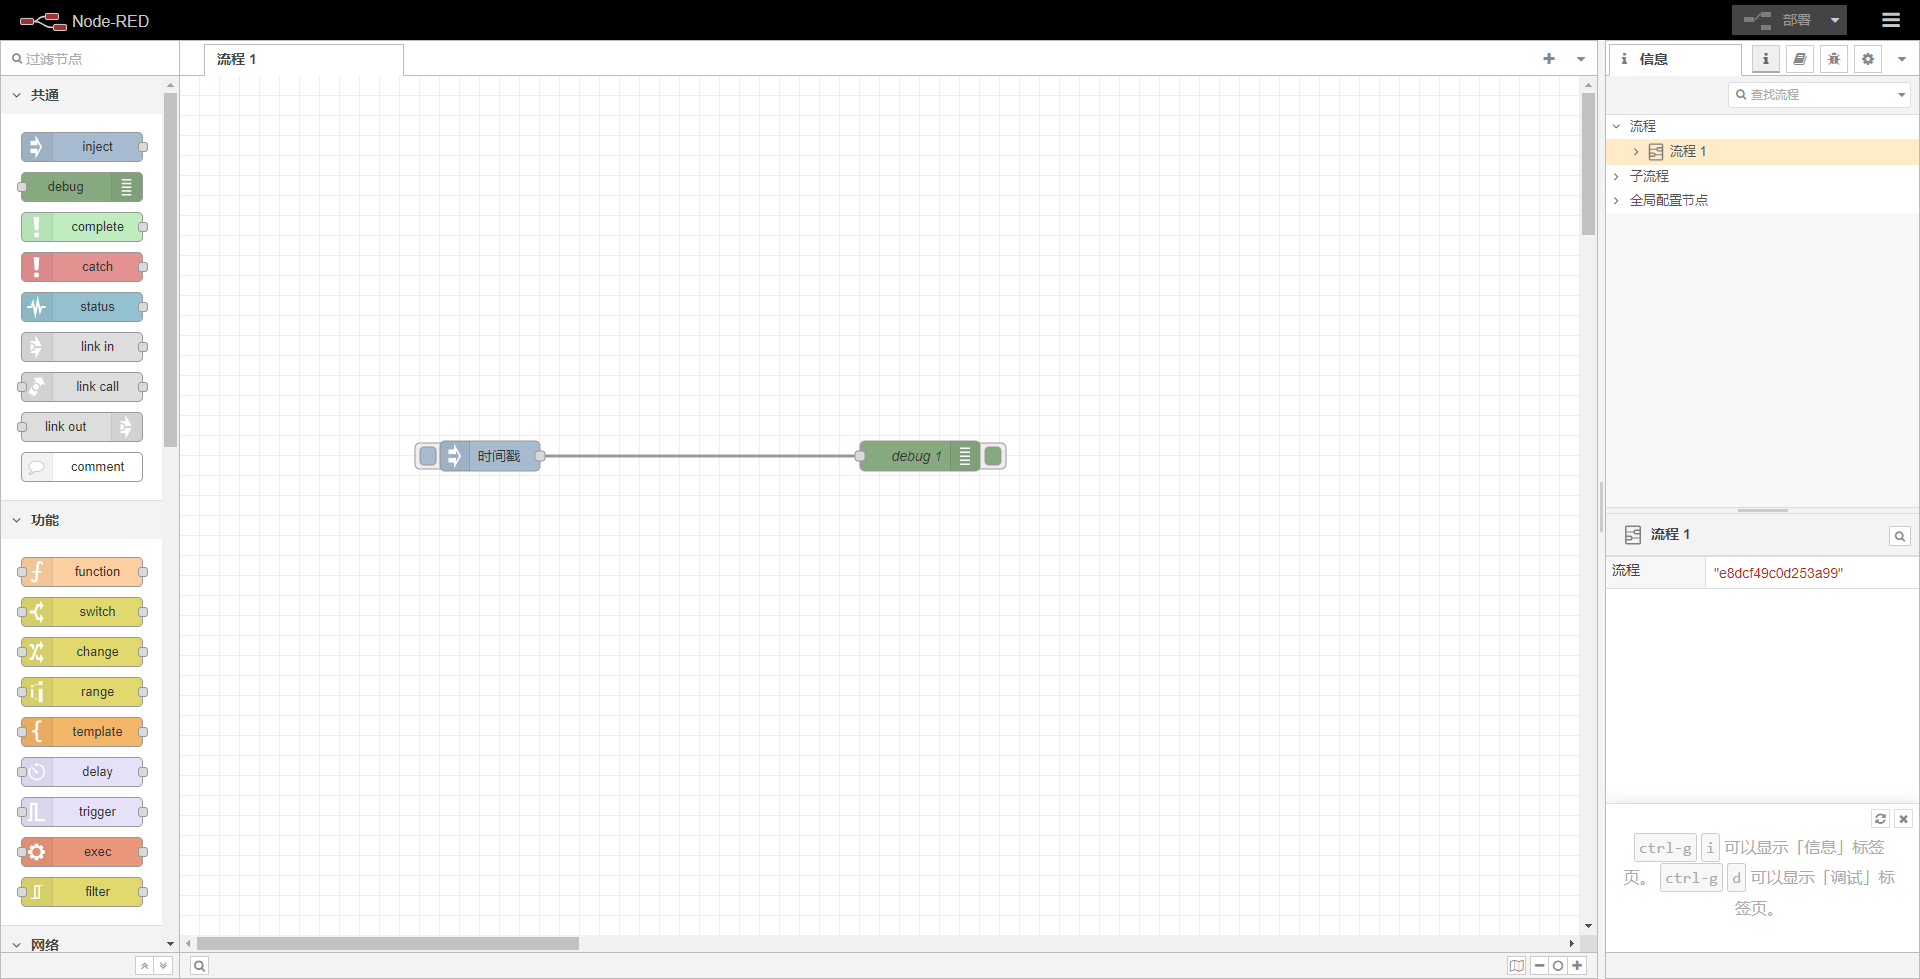 Node-RED
部署
过滤节点
流程 1
信息
共通
查找流程
inject
debug
complete
catch
status
link in
link call
link out
comment
功能
function
switch
change
range
template
delay
trigger
exec
filter
网络
时间戳
debug 1
流程
流程 1
子流程
全局配置节点
流程 1
流程
"e8dcf49c0d253a99"
ctrl-g i 可以显示「信息」标签
页。 ctrl-g d 可以显示「调试」标
签页。